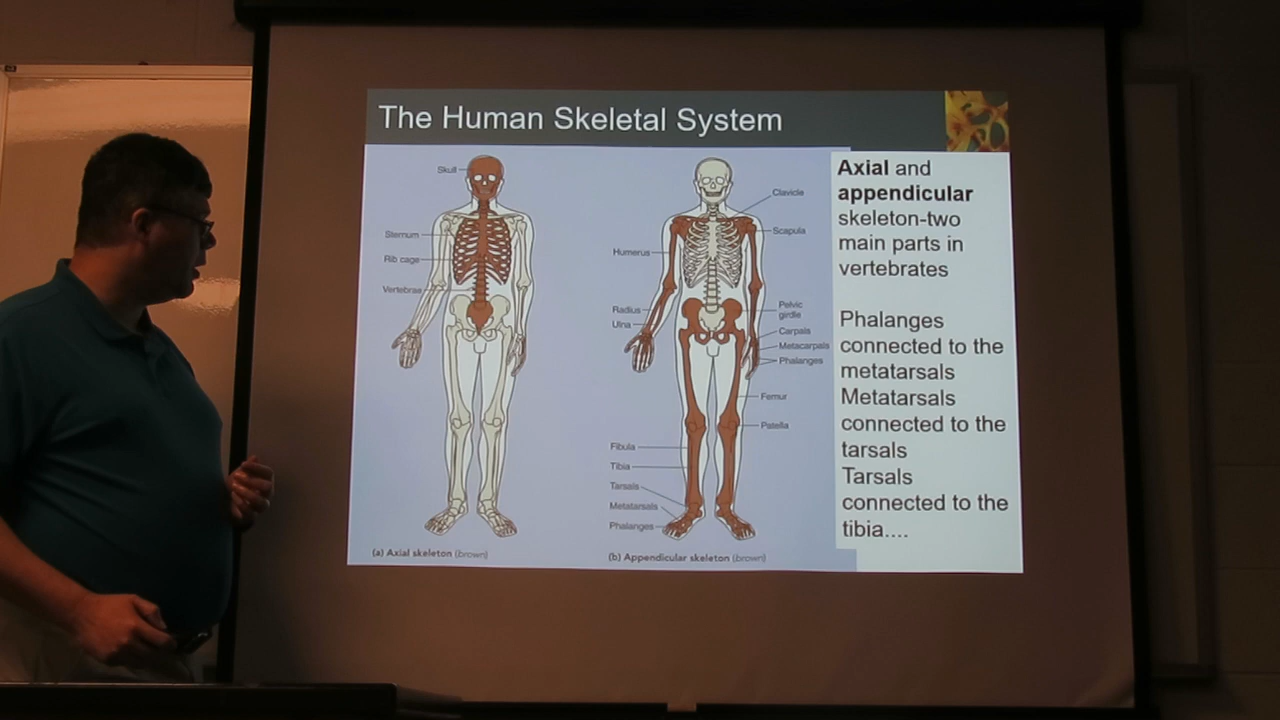 The Human Skeletal System
Skull
Sternum
Rib cage
Vertebrae
(a) Axial skeleton (brown)
Clavicle
Scapula
Humerus
Radius
Ulna
Pelvic
girdle
Carpals
Metacarpals
Phalanges
Femur
Patella
Fibula
Tibia
Tarsals
Metatarsals
Phalanges
(b) Appendicular skeleton (brown)
Axial and
appendicular
skeleton-two
main parts in
vertebrates
Phalanges
connected to the
metatarsals
Metatarsals
connected to the
tarsals
Tarsals
connected to the
tibia....